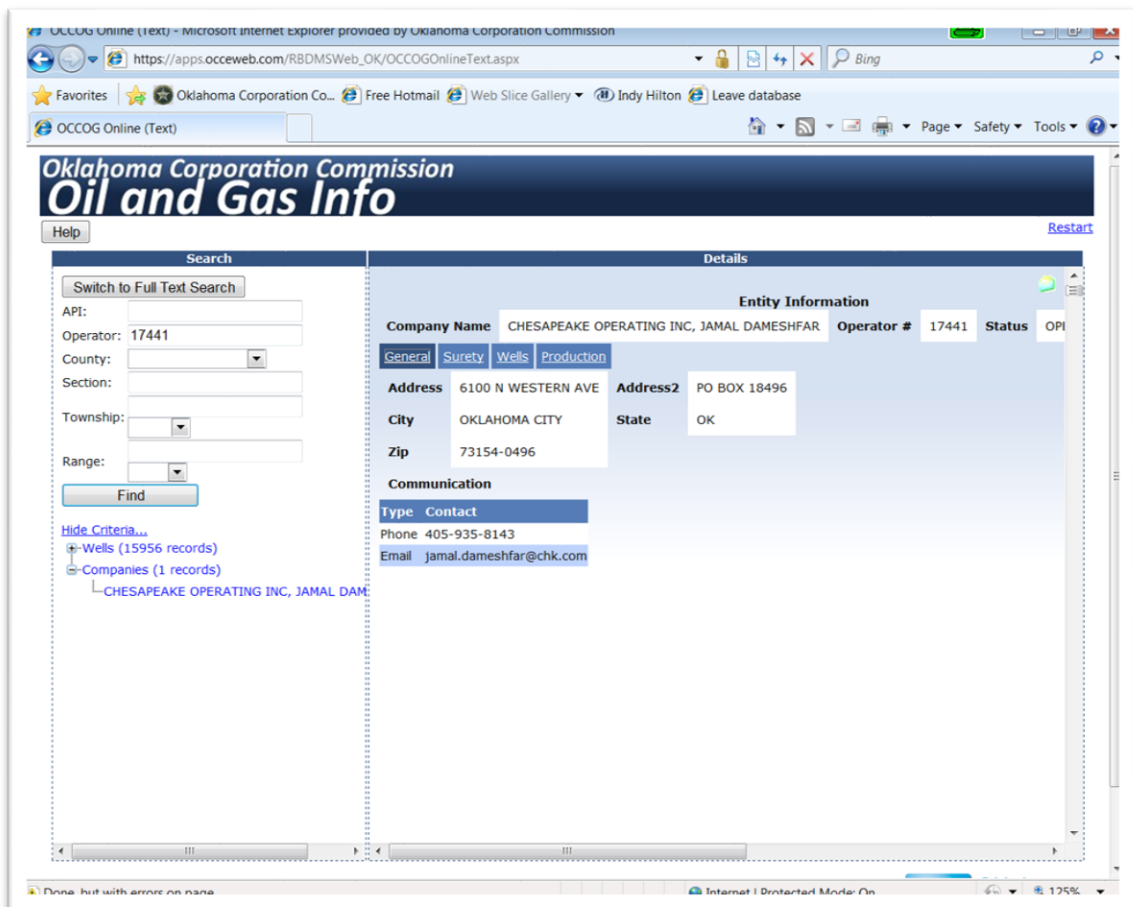 OCCOG Online (Text) - Microsoft Internet Explorer provided by Oklahoma Corporation Commission
https://apps.occeweb.com/RBDMSWeb_OK/OCCOGOnlineText.aspx
Bing
Favorites Oklahoma Corporation Co... Free Hotmail Web Slice Gallery Indy Hilton Leave database
OCCOG Online (Text) Page Safety Tools
Oklahoma Corporation Commission
Oil and Gas Info
Help Restart
Search Details
Switch to Full Text Search
Entity Information
API:
Company Name CHESAPEAKE OPERATING INC, JAMAL DAMESHFAR Operator # 17441 Status
Operator: 17441
County:
General Surety Wells Production
Section:
Address 6100 N WESTERN AVE Address2 PO BOX 18496
Township:
City OKLAHOMA CITY State OK
Range:
Zip 73154-0496
Find
Communication
Type Contact
Hide Criteria...
Phone 405-935-8143
Wells (15956 records)
Email jamal.dameshfar@chk.com
Companies (1 records)
CHESAPEAKE OPERATING INC, JAMAL DAM
Done, but with errors on page Internet | Protected Mode: On 125%